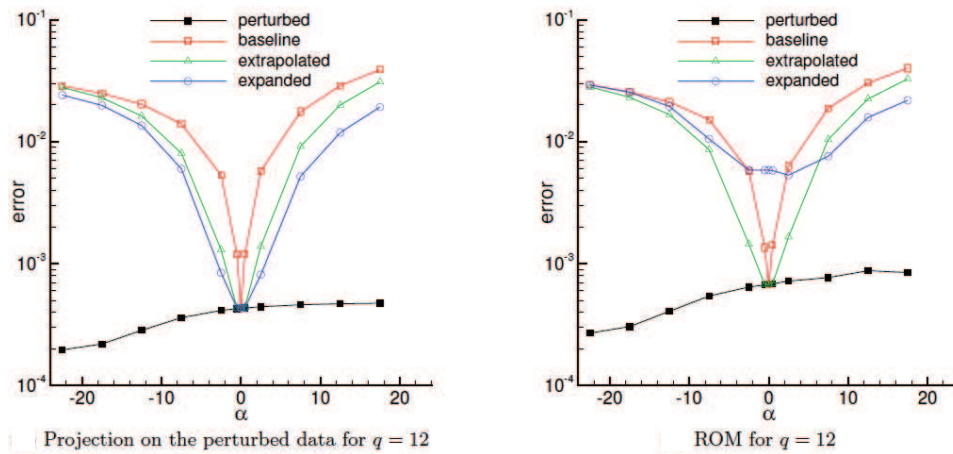 10⁻¹
10⁻²
10⁻³
10⁻⁴
error
perturbed
baseline
extrapolated
expanded
-20
-10
0
10
20
α
Projection on the perturbed data for q = 12
10⁻¹
10⁻²
10⁻³
10⁻⁴
error
perturbed
baseline
extrapolated
expanded
-20
-10
0
10
20
α
ROM for q = 12